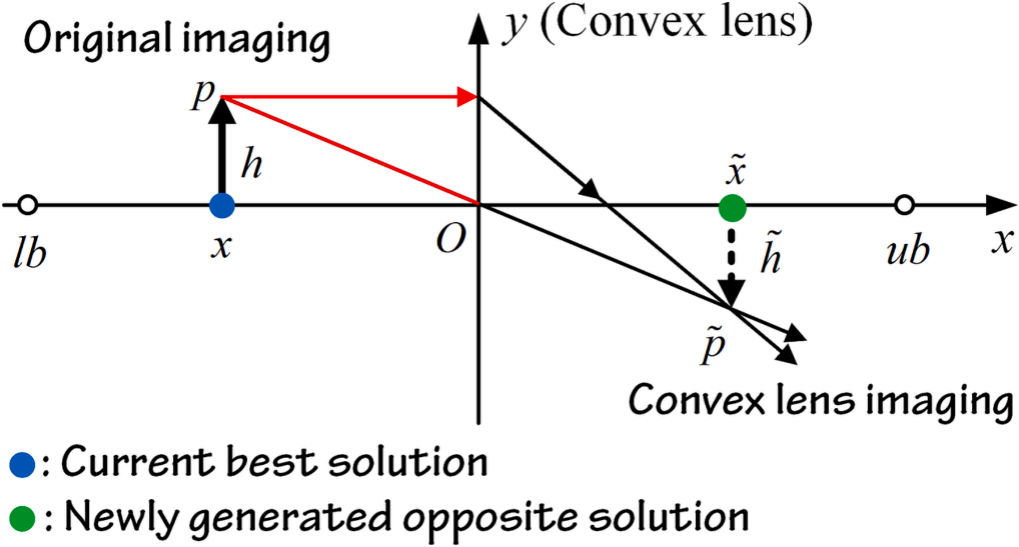 Original imaging
y (Convex lens)
p
h
x̃
lb
x
O
h̃
ub
x
p̃
Convex lens imaging
: Current best solution
: Newly generated opposite solution